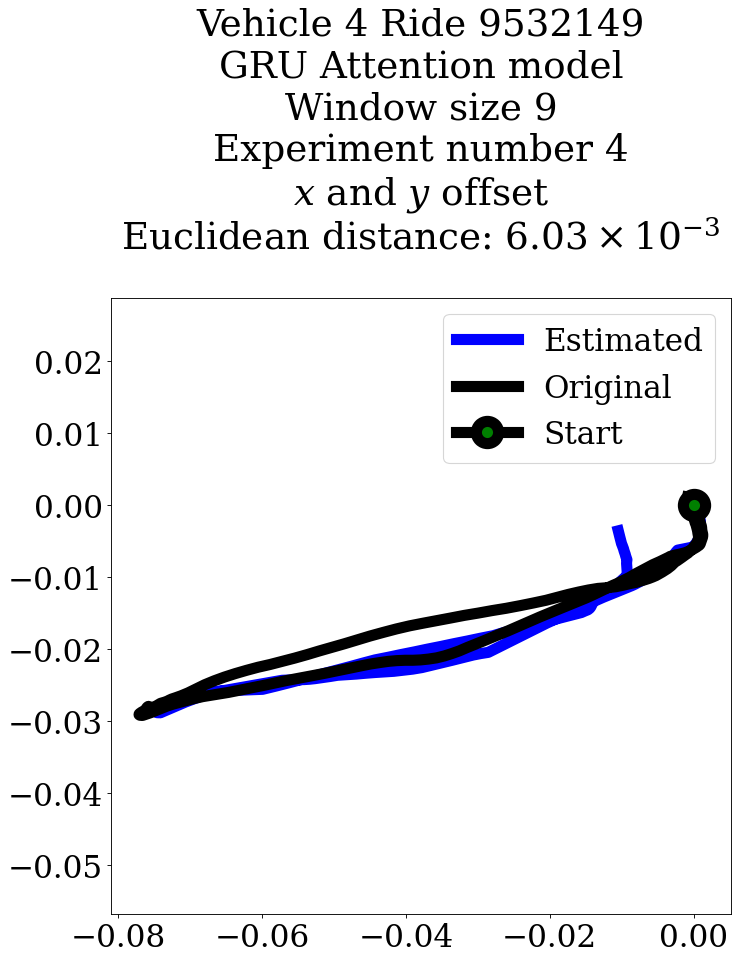 Vehicle 4 Ride 9532149
GRU Attention model
Window size 9
Experiment number 4
x and y offset
Euclidean distance: 6.03 × 10⁻³
Estimated
Original
Start
0.02
0.01
0.00
−0.01
−0.02
−0.03
−0.04
−0.05
−0.08 −0.06 −0.04 −0.02 0.00